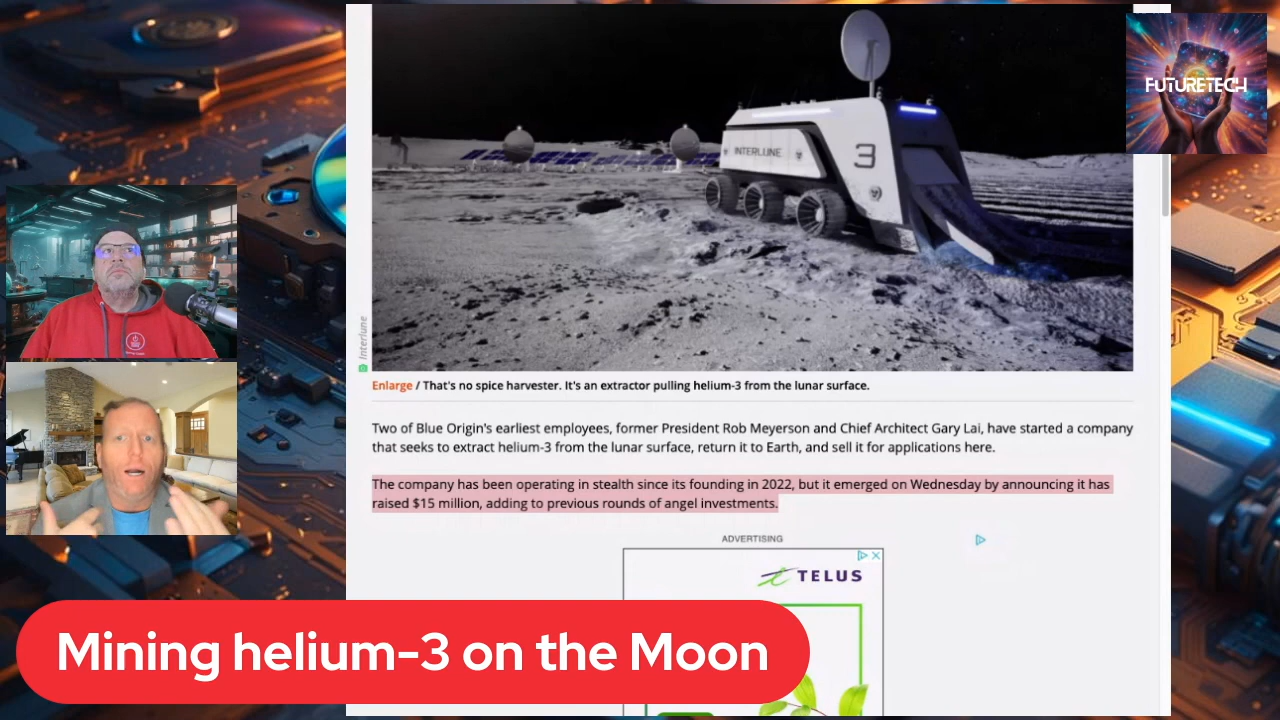 FUTURETECH
INTERLUNE
3
Interlune
Enlarge / That's no spice harvester. It's an extractor pulling helium-3 from the lunar surface.
Two of Blue Origin's earliest employees, former President Rob Meyerson and Chief Architect Gary Lai, have started a company
that seeks to extract helium-3 from the lunar surface, return it to Earth, and sell it for applications here.
The company has been operating in stealth since its founding in 2022, but it emerged on Wednesday by announcing it has
raised $15 million, adding to previous rounds of angel investments.
ADVERTISING
TELUS
Mining helium-3 on the Moon